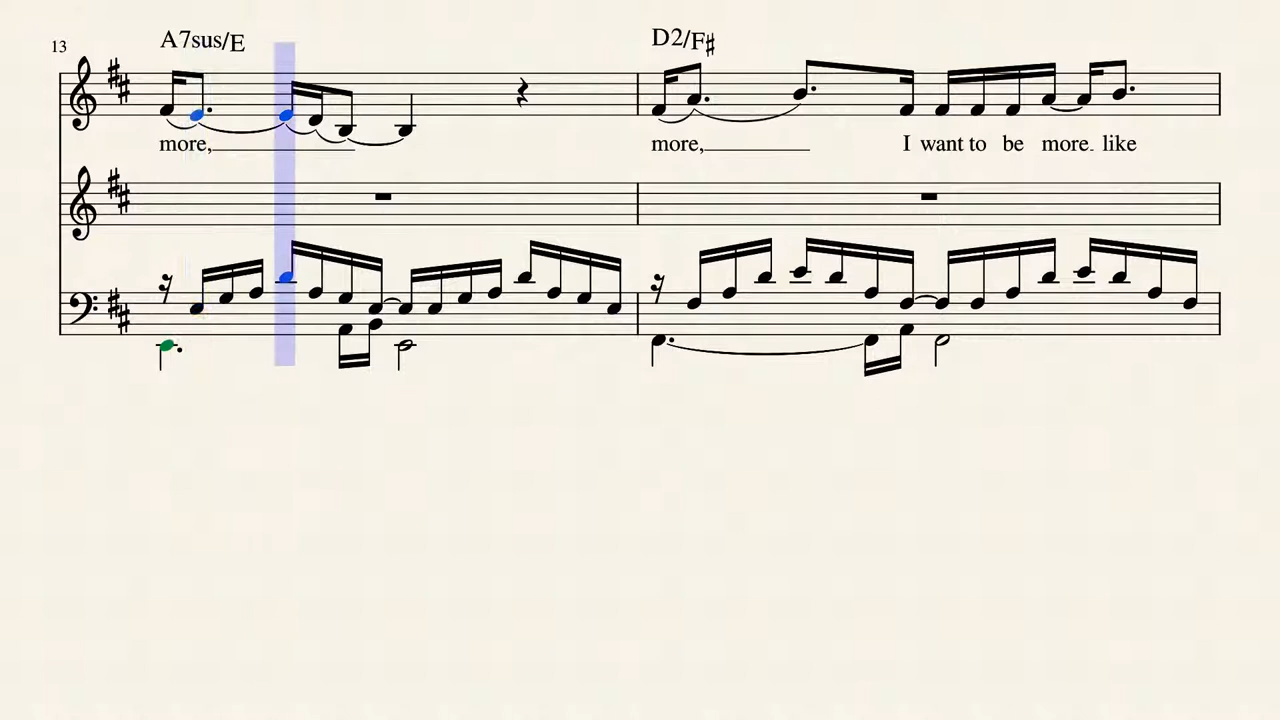 A7sus/E D2/F♯
13
more, more, I want to be more like